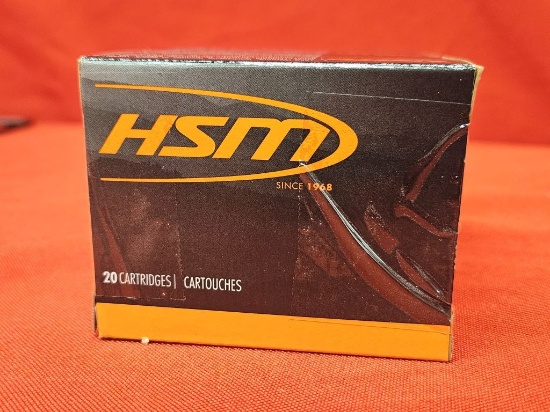 HSM
SINCE 1968
20 CARTRIDGES | CARTOUCHES